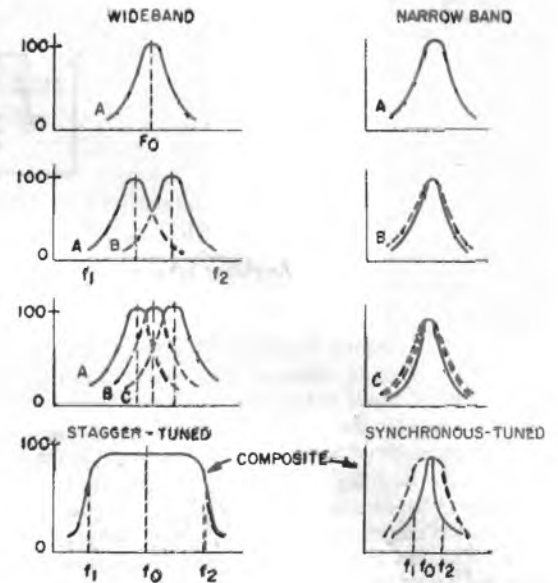 WIDEBAND NARROW BAND
100
A
0
F0
A
100
A
B
0
f1 f2
B
100
A
B
C
0
C
STAGGER-TUNED SYNCHRONOUS-TUNED
100
COMPOSITE
0
f1 f0 f2
f1 f0 f2